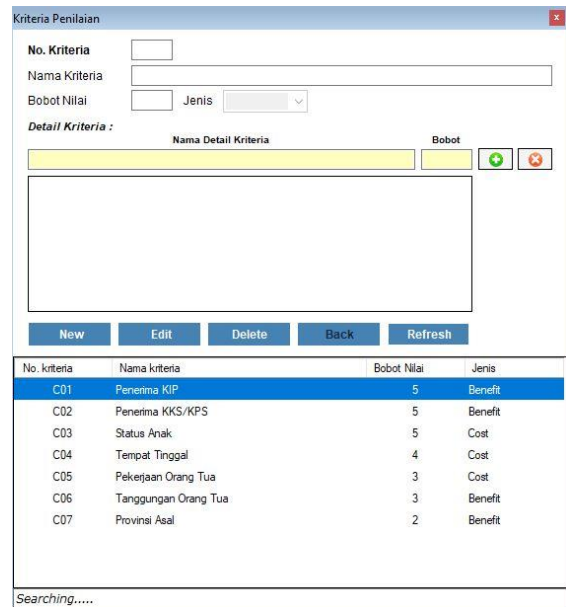 Kriteria Penilaian
x
No. Kriteria
Nama Kriteria
Bobot Nilai Jenis
Detail Kriteria :
Nama Detail Kriteria Bobot
New Edit Delete Back Refresh
No. kriteria Nama kriteria Bobot Nilai Jenis
C01 Penerima KIP 5 Benefit
C02 Penerima KKS/KPS 5 Benefit
C03 Status Anak 5 Cost
C04 Tempat Tinggal 4 Cost
C05 Pekerjaan Orang Tua 3 Cost
C06 Tanggungan Orang Tua 3 Benefit
C07 Provinsi Asal 2 Benefit
Searching.....